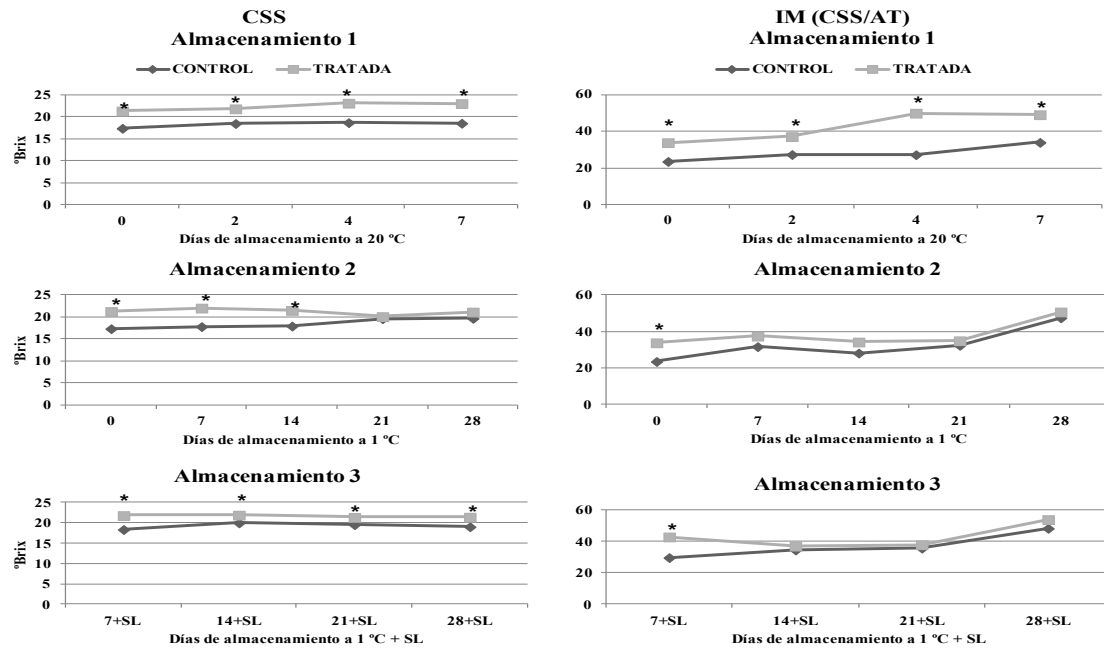 CSS
Almacenamiento 1
CONTROL TRATADA
25
20
15
10
5
0
ºBrix
* * * *
0 2 4 7
Días de almacenamiento a 20 ºC
IM (CSS/AT)
Almacenamiento 1
CONTROL TRATADA
60
40
20
0
* * * *
0 2 4 7
Días de almacenamiento a 20 ºC
Almacenamiento 2
25
20
15
10
5
0
ºBrix
* * *
0 7 14 21 28
Días de almacenamiento a 1 ºC
Almacenamiento 2
60
40
20
0
*
0 7 14 21 28
Días de almacenamiento a 1 ºC
Almacenamiento 3
25
20
15
10
5
0
ºBrix
* * * *
7+SL 14+SL 21+SL 28+SL
Días de almacenamiento a 1 ºC + SL
Almacenamiento 3
60
40
20
0
*
7+SL 14+SL 21+SL 28+SL
Días de almacenamiento a 1 ºC + SL